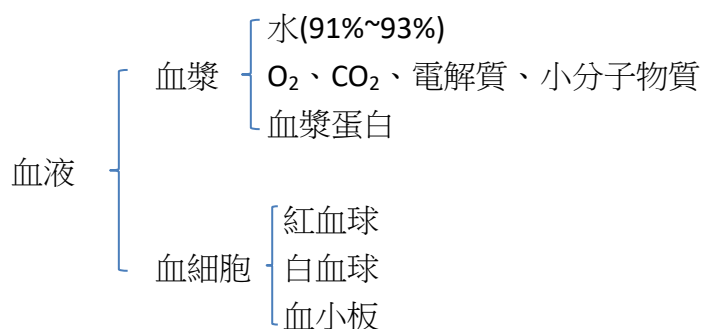 水(91%~93%)
血漿
O₂、CO₂、電解質、小分子物質
血漿蛋白
血液
紅血球
血細胞
白血球
血小板